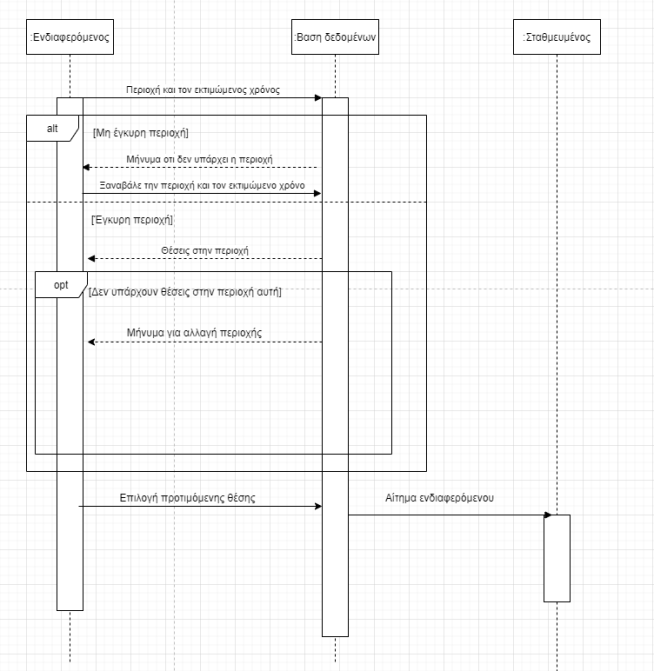 :Ενδιαφερόμενος
:Βαση δεδομένων
:Σταθμευμένος
Περιοχή και τον εκτιμώμενος χρόνος
alt
[Μη έγκυρη περιοχή]
Μήνυμα οτι δεν υπάρχει η περιοχή
Ξαναβάλε την περιοχή και τον εκτιμώμενο χρόνο
[Έγκυρη περιοχή]
Θέσεις στην περιοχή
opt
[Δεν υπάρχουν θέσεις στην περιοχή αυτή]
Μήνυμα για αλλαγή περιοχής
Επιλογή προτιμόμενης θέσης
Αίτημα ενδιαφερόμενου